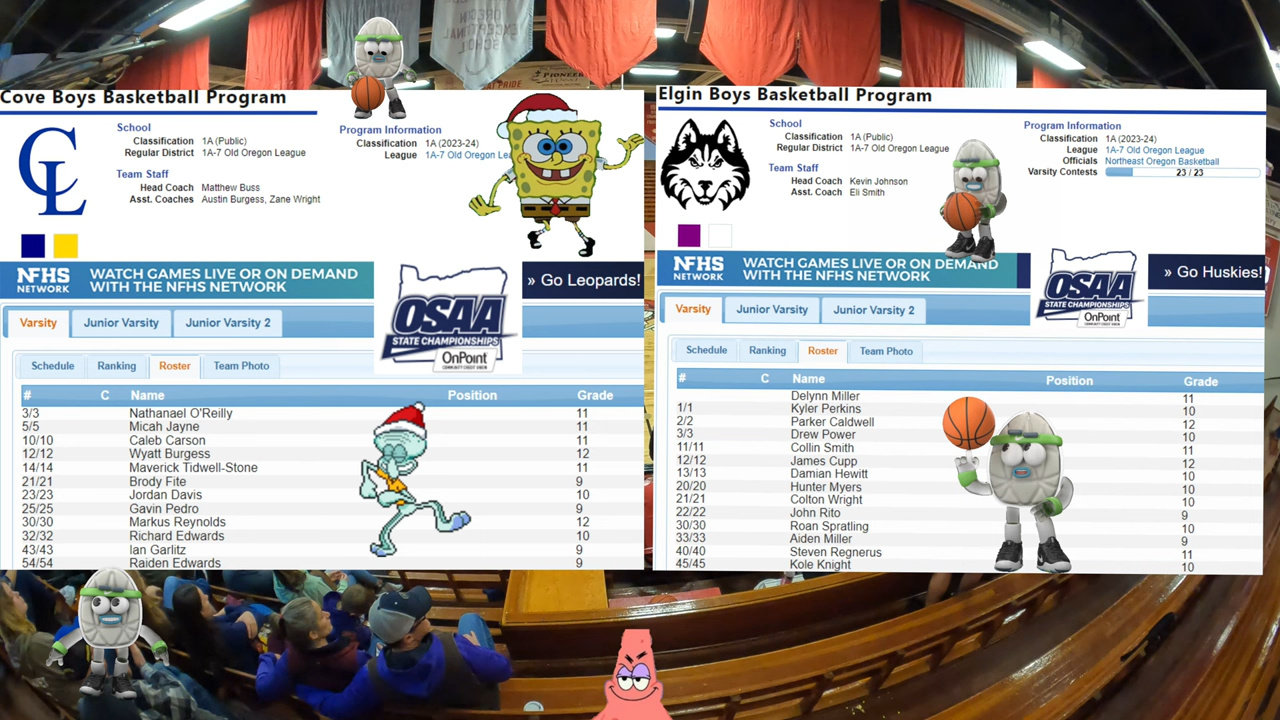 OREGON
EXCEPTIONAL
SCHOOL
PIONEER
PRIDE
Cove Boys Basketball Program
CL
School
Classification 1A (Public)
Regular District 1A-7 Old Oregon League
Team Staff
Head Coach Matthew Buss
Asst. Coaches Austin Burgess, Zane Wright
Program Information
Classification 1A (2023-24)
League 1A-7 Old Oregon Le
NFHS
NETWORK
WATCH GAMES LIVE OR ON DEMAND
WITH THE NFHS NETWORK
OSAA
STATE CHAMPIONSHIPS
OnPoint
COMMUNITY CREDIT UNION
» Go Leopards!
Varsity Junior Varsity Junior Varsity 2
Schedule Ranking Roster Team Photo
# C Name Position Grade
3/3 Nathanael O'Reilly 11
5/5 Micah Jayne 11
10/10 Caleb Carson 11
12/12 Wyatt Burgess 12
14/14 Maverick Tidwell-Stone 11
21/21 Brody Fite 9
23/23 Jordan Davis 10
25/25 Gavin Pedro 9
30/30 Markus Reynolds 12
32/32 Richard Edwards 10
43/43 Ian Garlitz 9
54/54 Raiden Edwards 9
Elgin Boys Basketball Program
School
Classification 1A (Public)
Regular District 1A-7 Old Oregon League
Team Staff
Head Coach Kevin Johnson
Asst. Coach Eli Smith
Program Information
Classification 1A (2023-24)
League 1A-7 Old Oregon League
Officials Northeast Oregon Basketball
Varsity Contests 23 / 23
NFHS
NETWORK
WATCH GAMES LIVE OR ON DEMAND
WITH THE NFHS NETWORK
OSAA
STATE CHAMPIONSHIPS
OnPoint
COMMUNITY CREDIT UNION
» Go Huskies!
Varsity Junior Varsity Junior Varsity 2
Schedule Ranking Roster Team Photo
# C Name Position Grade
Delynn Miller 11
1/1 Kyler Perkins 10
2/2 Parker Caldwell 12
3/3 Drew Power 10
11/11 Collin Smith 11
12/12 James Cupp 12
13/13 Damian Hewitt 10
20/20 Hunter Myers 10
21/21 Colton Wright 10
22/22 John Rito 9
30/30 Roan Spratling 10
33/33 Aiden Miller 9
40/40 Steven Regnerus 11
45/45 Kole Knight 10